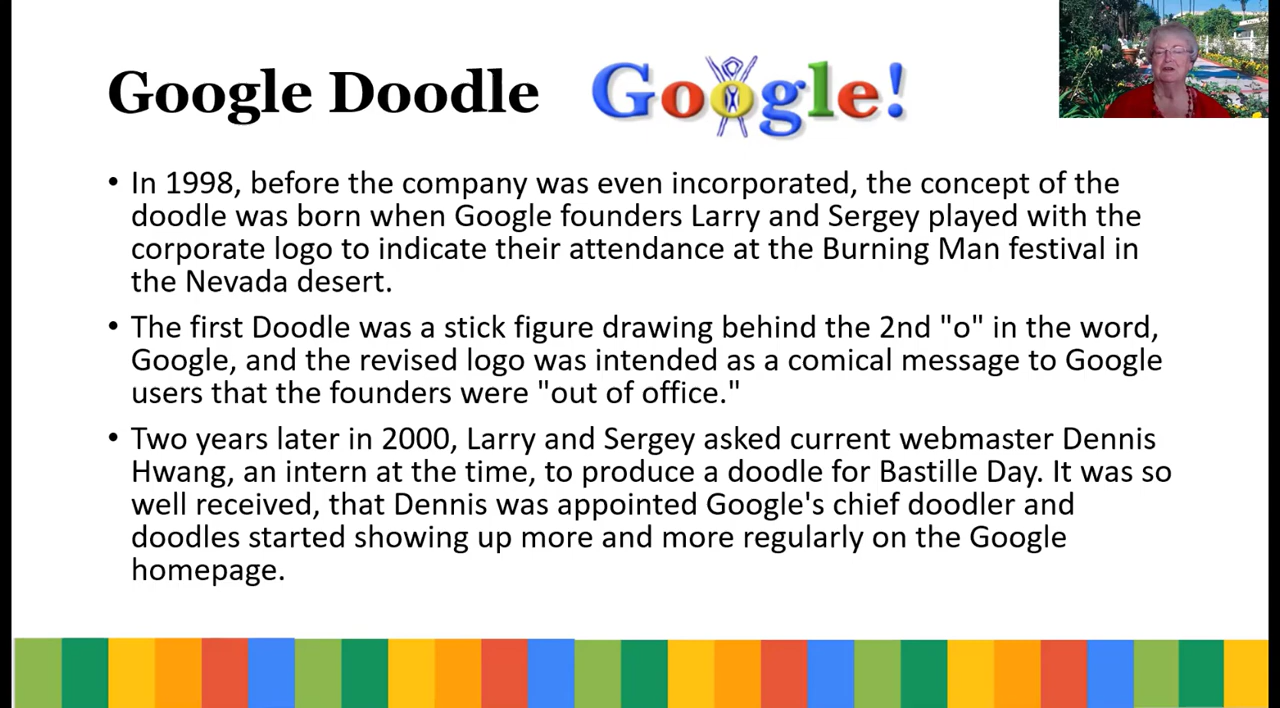 Google Doodle Google!
• In 1998, before the company was even incorporated, the concept of the
doodle was born when Google founders Larry and Sergey played with the
corporate logo to indicate their attendance at the Burning Man festival in
the Nevada desert.
• The first Doodle was a stick figure drawing behind the 2nd "o" in the word,
Google, and the revised logo was intended as a comical message to Google
users that the founders were "out of office."
• Two years later in 2000, Larry and Sergey asked current webmaster Dennis
Hwang, an intern at the time, to produce a doodle for Bastille Day. It was so
well received, that Dennis was appointed Google's chief doodler and
doodles started showing up more and more regularly on the Google
homepage.